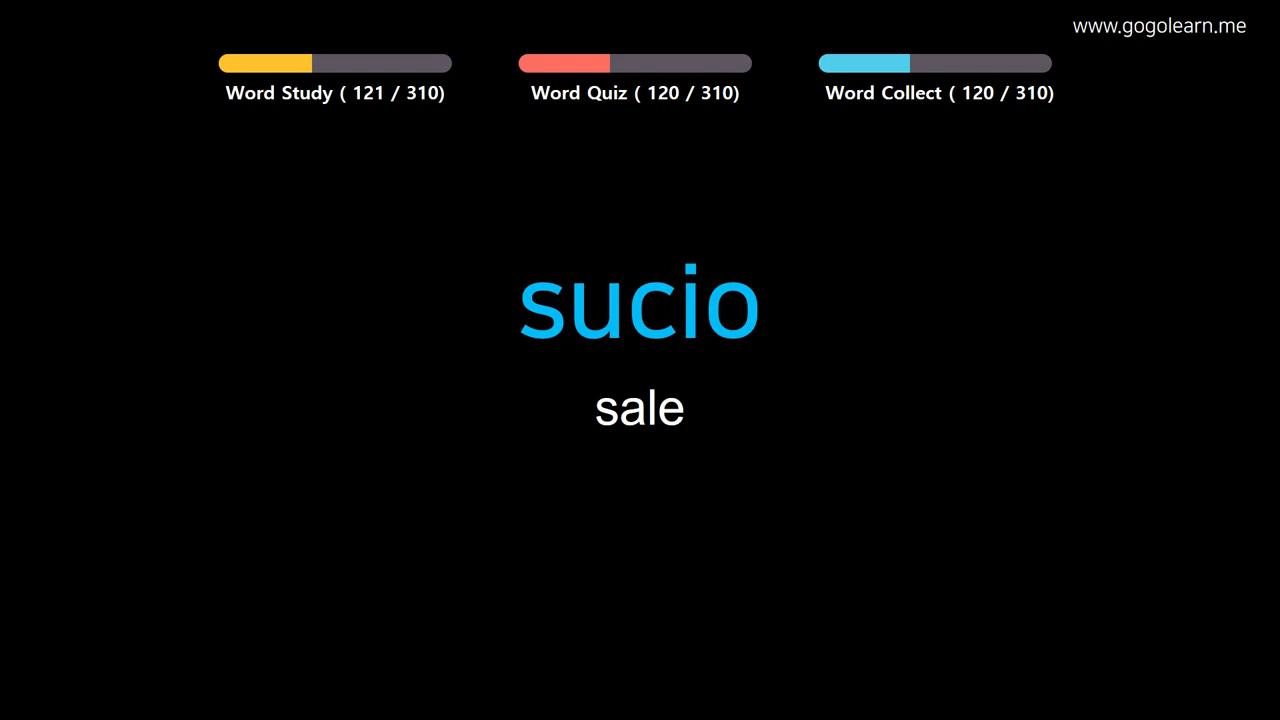 www.gogolearn.me
Word Study ( 121 / 310)
Word Quiz ( 120 / 310)
Word Collect ( 120 / 310)
sucio
sale